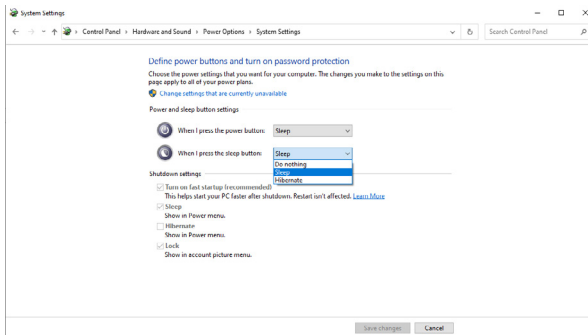 System Settings
Control Panel > Hardware and Sound > Power Options > System Settings
Search Control Panel
Define power buttons and turn on password protection
Choose the power settings that you want for your computer. The changes you make to the settings on this
page apply to all of your power plans.
Change settings that are currently unavailable
Power and sleep button settings
When I press the power button: Sleep
When I press the sleep button: Sleep
Do nothing
Sleep
Hibernate
Shutdown settings
Turn on fast startup (recommended)
This helps start your PC faster after shutdown. Restart isn't affected. Learn More
Sleep
Show in Power menu.
Hibernate
Show in Power menu.
Lock
Show in account picture menu.
Save changes Cancel